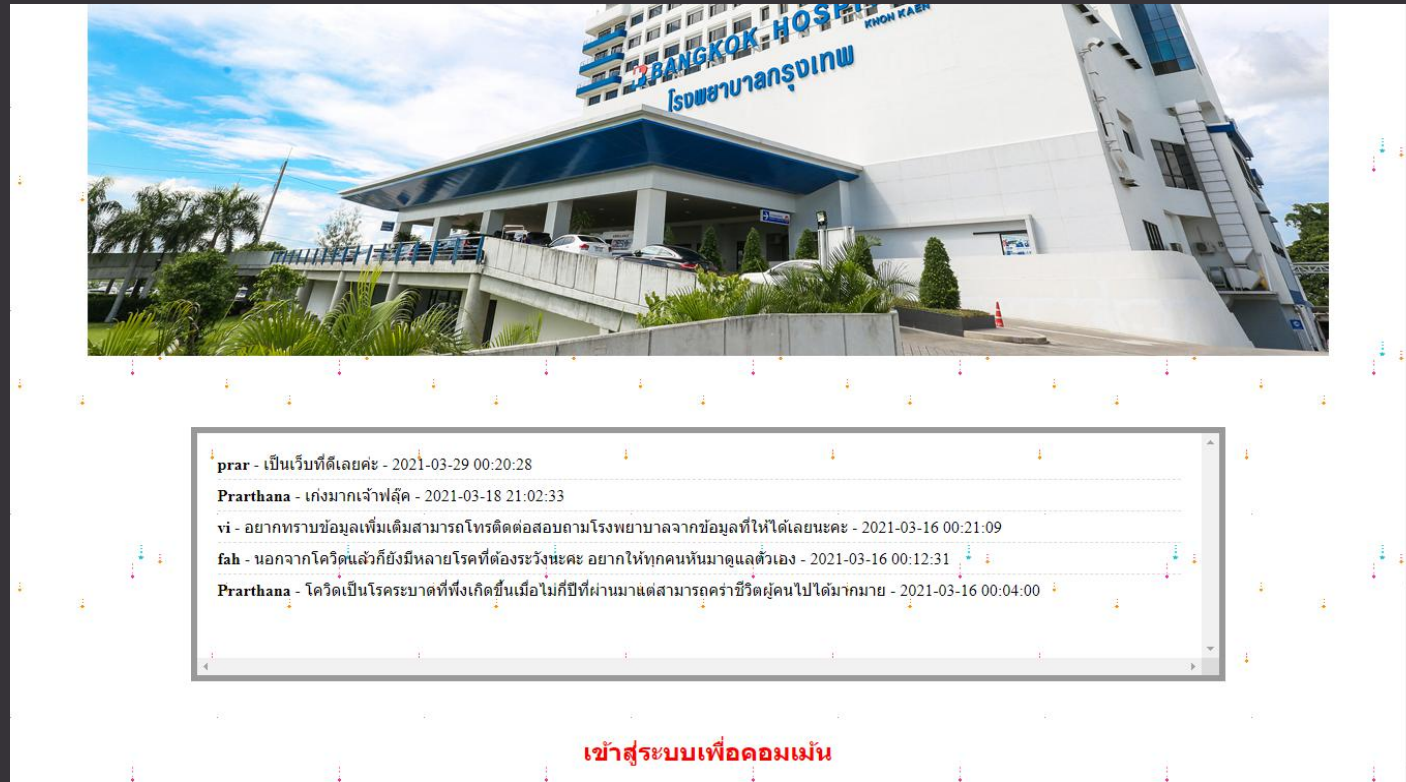 BANGKOK HOSPI
KHON KAEN
โรงพยาบาลกรุงเทพ
prar - เป็นเว็บที่ดีเลยค่ะ - 2021-03-29 00:20:28
Prarthana - เก่งมากเจ้าฟลุ๊ค - 2021-03-18 21:02:33
vi - อยากทราบข้อมูลเพิ่มเติมสามารถโทรติดต่อสอบถามโรงพยาบาลจากข้อมูลที่ให้ได้เลยนะคะ - 2021-03-16 00:21:09
fah - นอกจากโควิดแล้วก็ยังมีหลายโรคที่ต้องระวังนะคะ อยากให้ทุกคนหันมาดูแลตัวเอง - 2021-03-16 00:12:31
Prarthana - โควิดเป็นโรคระบาดที่พึ่งเกิดขึ้นเมื่อไม่กี่ปีที่ผ่านมาแต่สามารถคร่าชีวิตผู้คนไปได้มากมาย - 2021-03-16 00:04:00
เข้าสู่ระบบเพื่อคอมเม้น